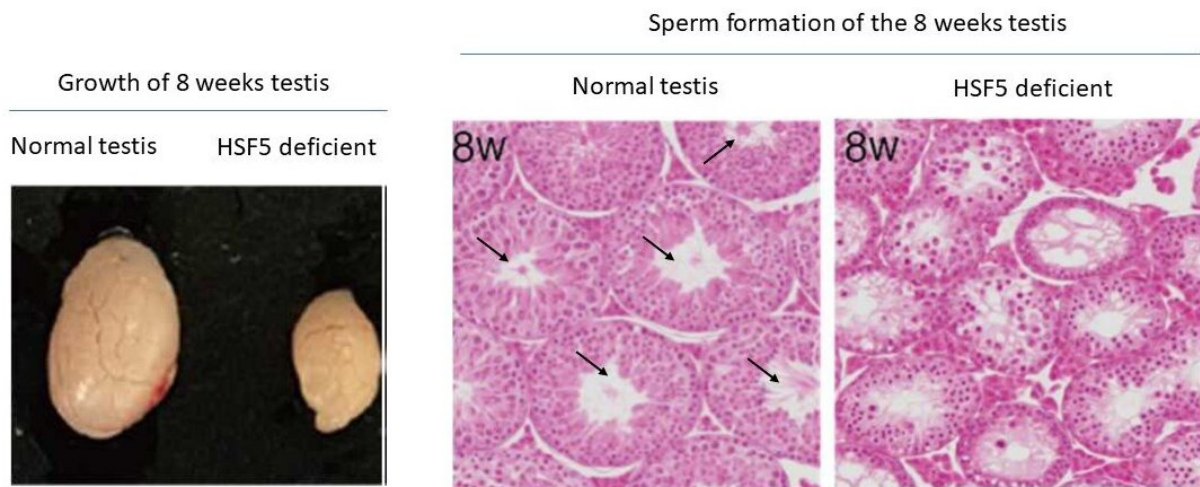 Sperm formation of the 8 weeks testis
Growth of 8 weeks testis
Normal testis
HSF5 deficient
Normal testis
HSF5 deficient
8w
8w